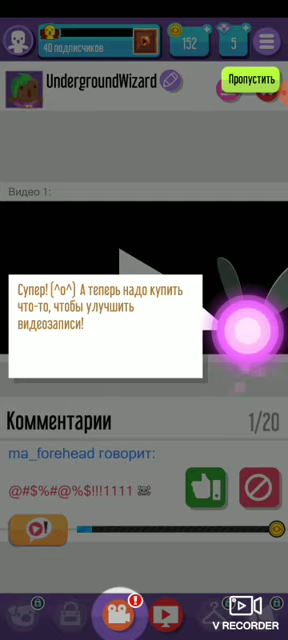 40 подписчиков
152
5
UndergroundWizard
Пропустить
Видео 1:
Супер! (^o^) А теперь надо купить
что-то, чтобы улучшить
видеозаписи!
Комментарии
1/20
ma_forehead говорит:
@#$%#@%$!!!1111 ☠
V RECORDER